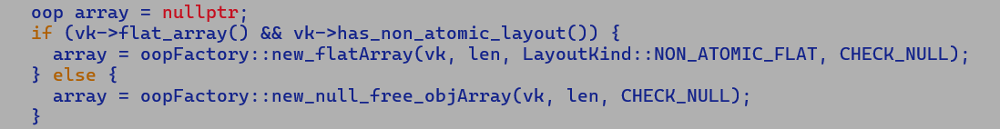 oop array = nullptr;
if (vk->flat_array() && vk->has_non_atomic_layout()) {
  array = oopFactory::new_flatArray(vk, len, LayoutKind::NON_ATOMIC_FLAT, CHECK_NULL);
} else {
  array = oopFactory::new_null_free_objArray(vk, len, CHECK_NULL);
}